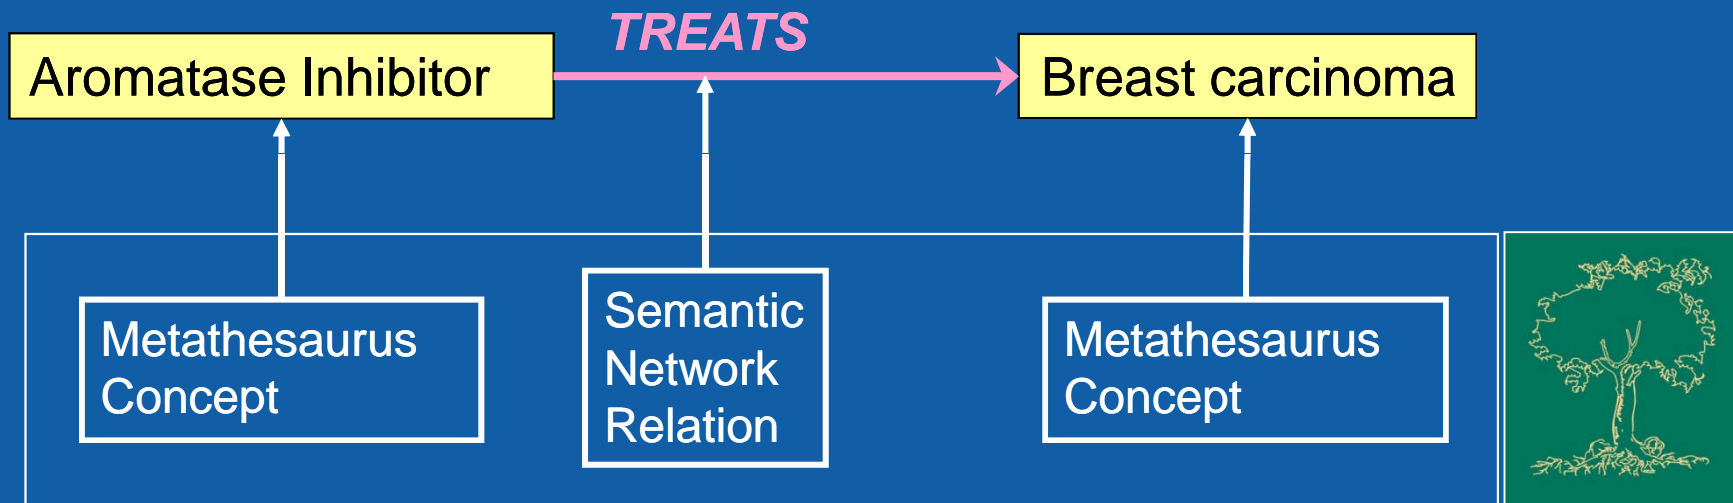 TREATS
Aromatase Inhibitor
Breast carcinoma
Metathesaurus
Concept
Semantic
Network
Relation
Metathesaurus
Concept